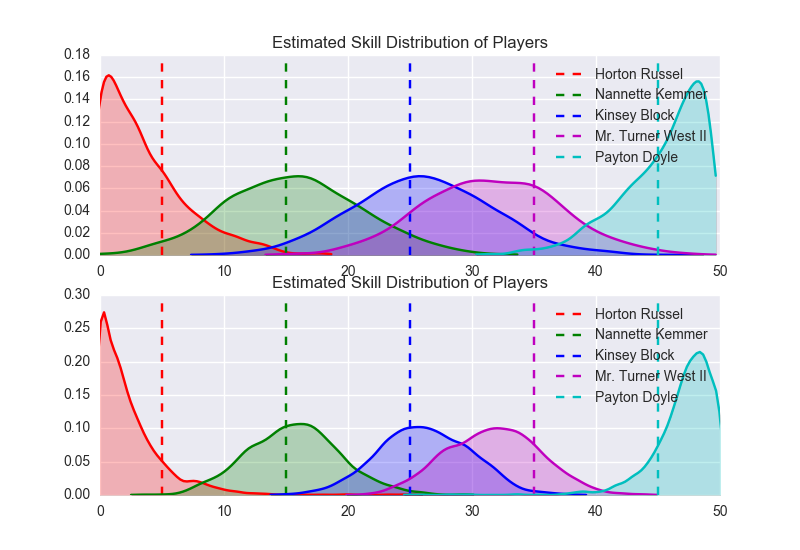 Estimated Skill Distribution of Players
0.18
0.16
0.14
0.12
0.10
0.08
0.06
0.04
0.02
0.00
Horton Russel
Nannette Kemmer
Kinsey Block
Mr. Turner West II
Payton Doyle
0 10 20 30 40 50
Estimated Skill Distribution of Players
0.30
0.25
0.20
0.15
0.10
0.05
0.00
Horton Russel
Nannette Kemmer
Kinsey Block
Mr. Turner West II
Payton Doyle
0 10 20 30 40 50